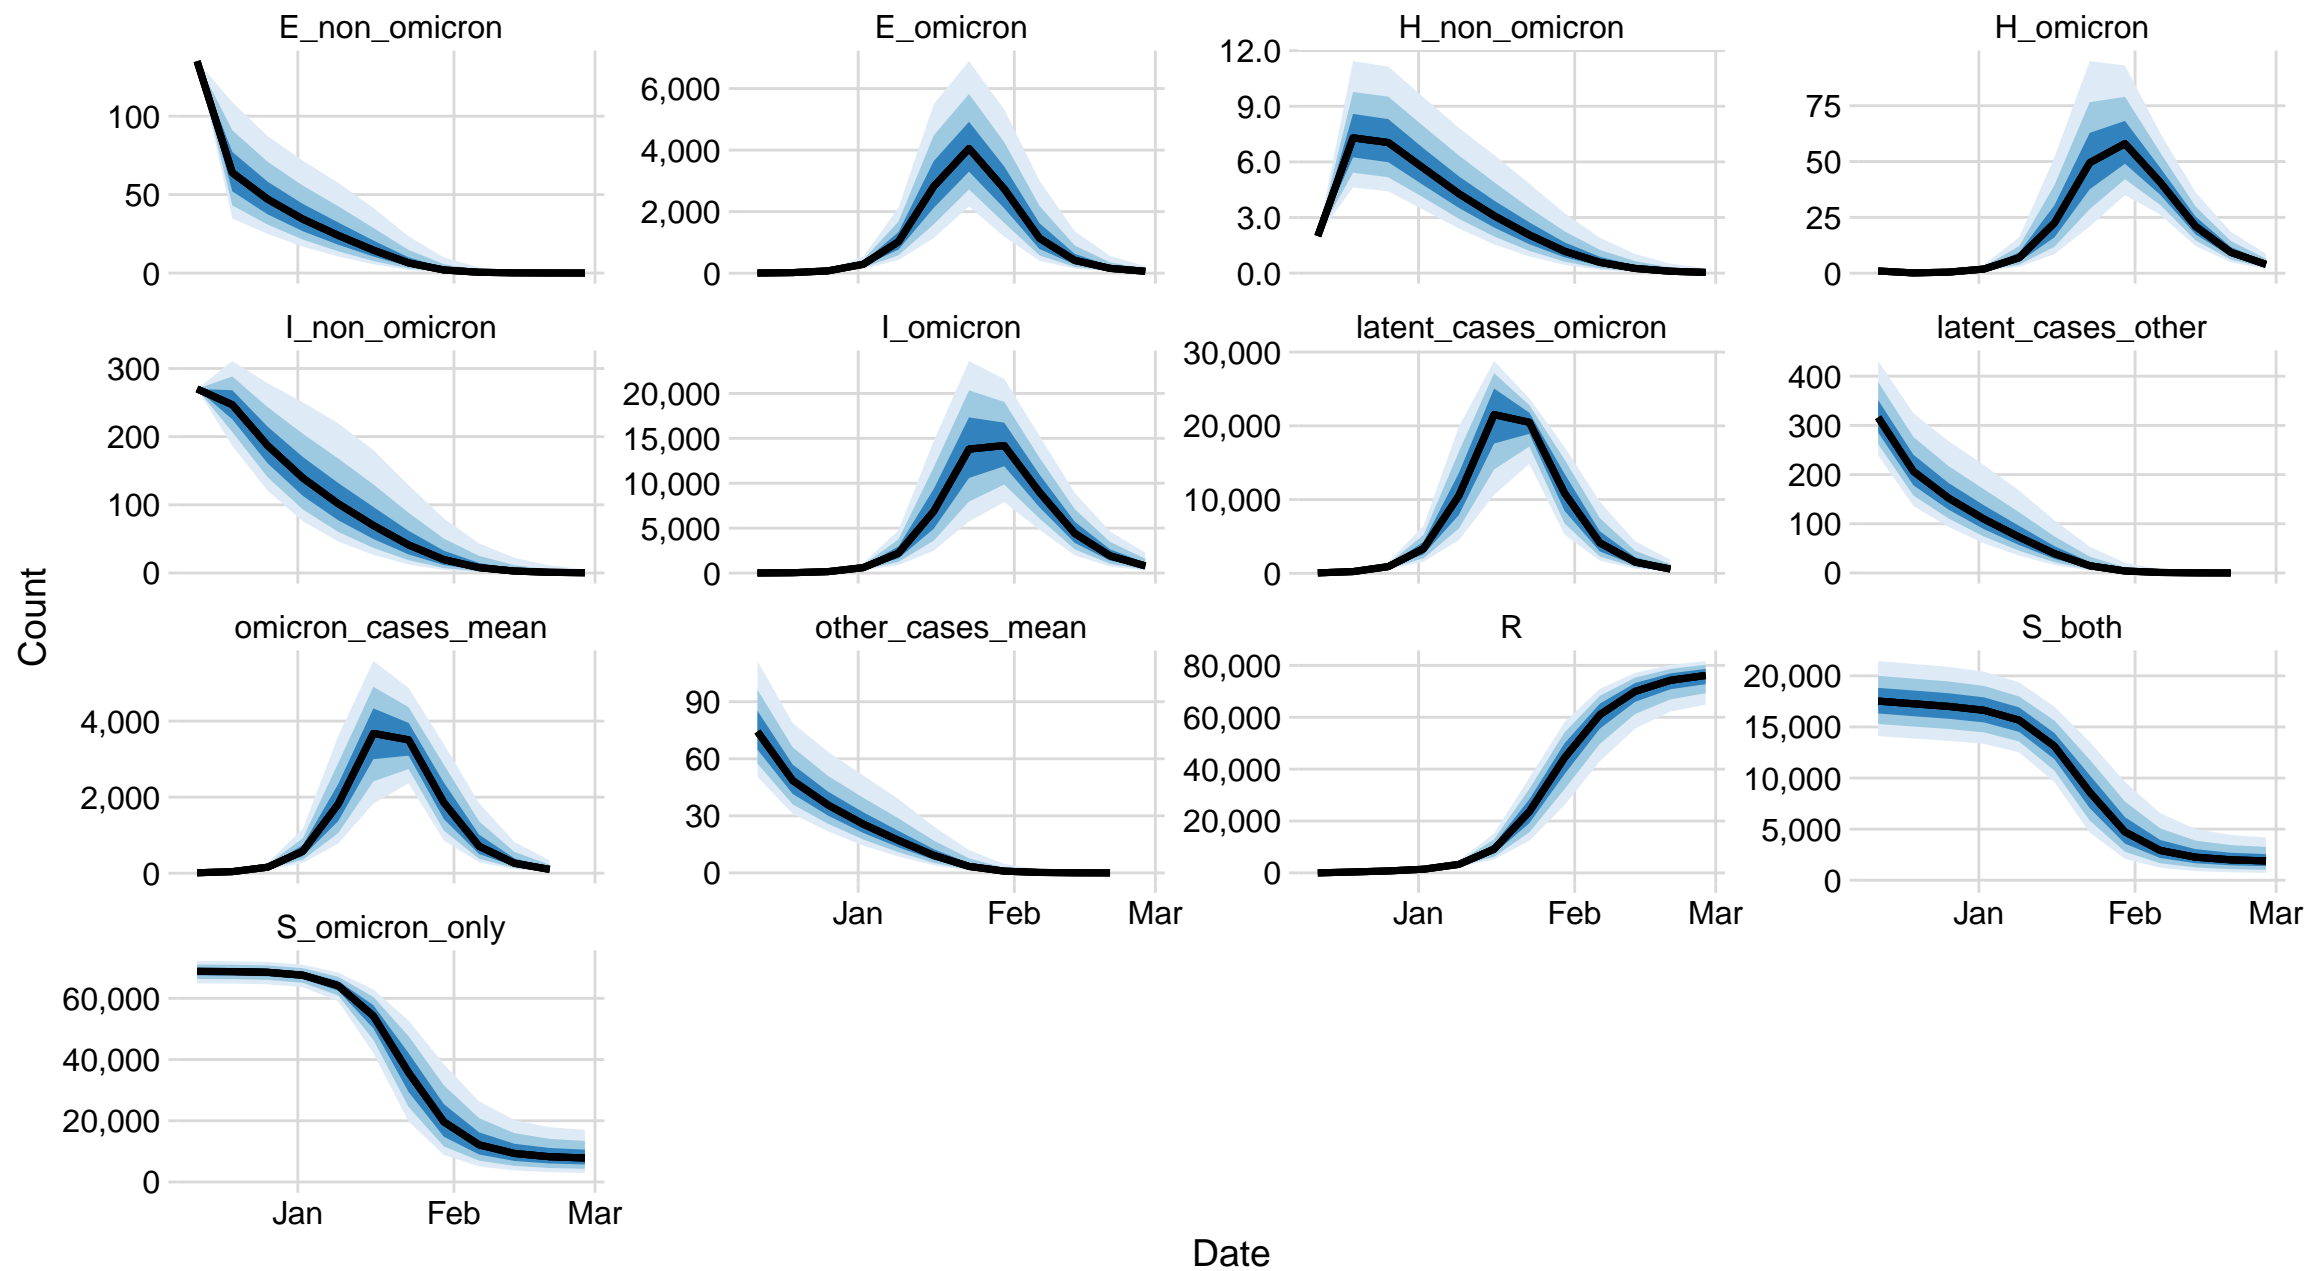 E_non_omicron
E_omicron
H_non_omicron
H_omicron
100
50
0
6,000
4,000
2,000
0
12.0
9.0
6.0
3.0
0.0
75
50
25
0
I_non_omicron
I_omicron
latent_cases_omicron
latent_cases_other
300
200
100
0
20,000
15,000
10,000
5,000
0
30,000
20,000
10,000
0
400
300
200
100
0
Count
omicron_cases_mean
other_cases_mean
R
S_both
4,000
2,000
0
90
60
30
0
80,000
60,000
40,000
20,000
0
20,000
15,000
10,000
5,000
0
Jan Feb Mar
Jan Feb Mar
Jan Feb Mar
S_omicron_only
60,000
40,000
20,000
0
Jan Feb Mar
Date